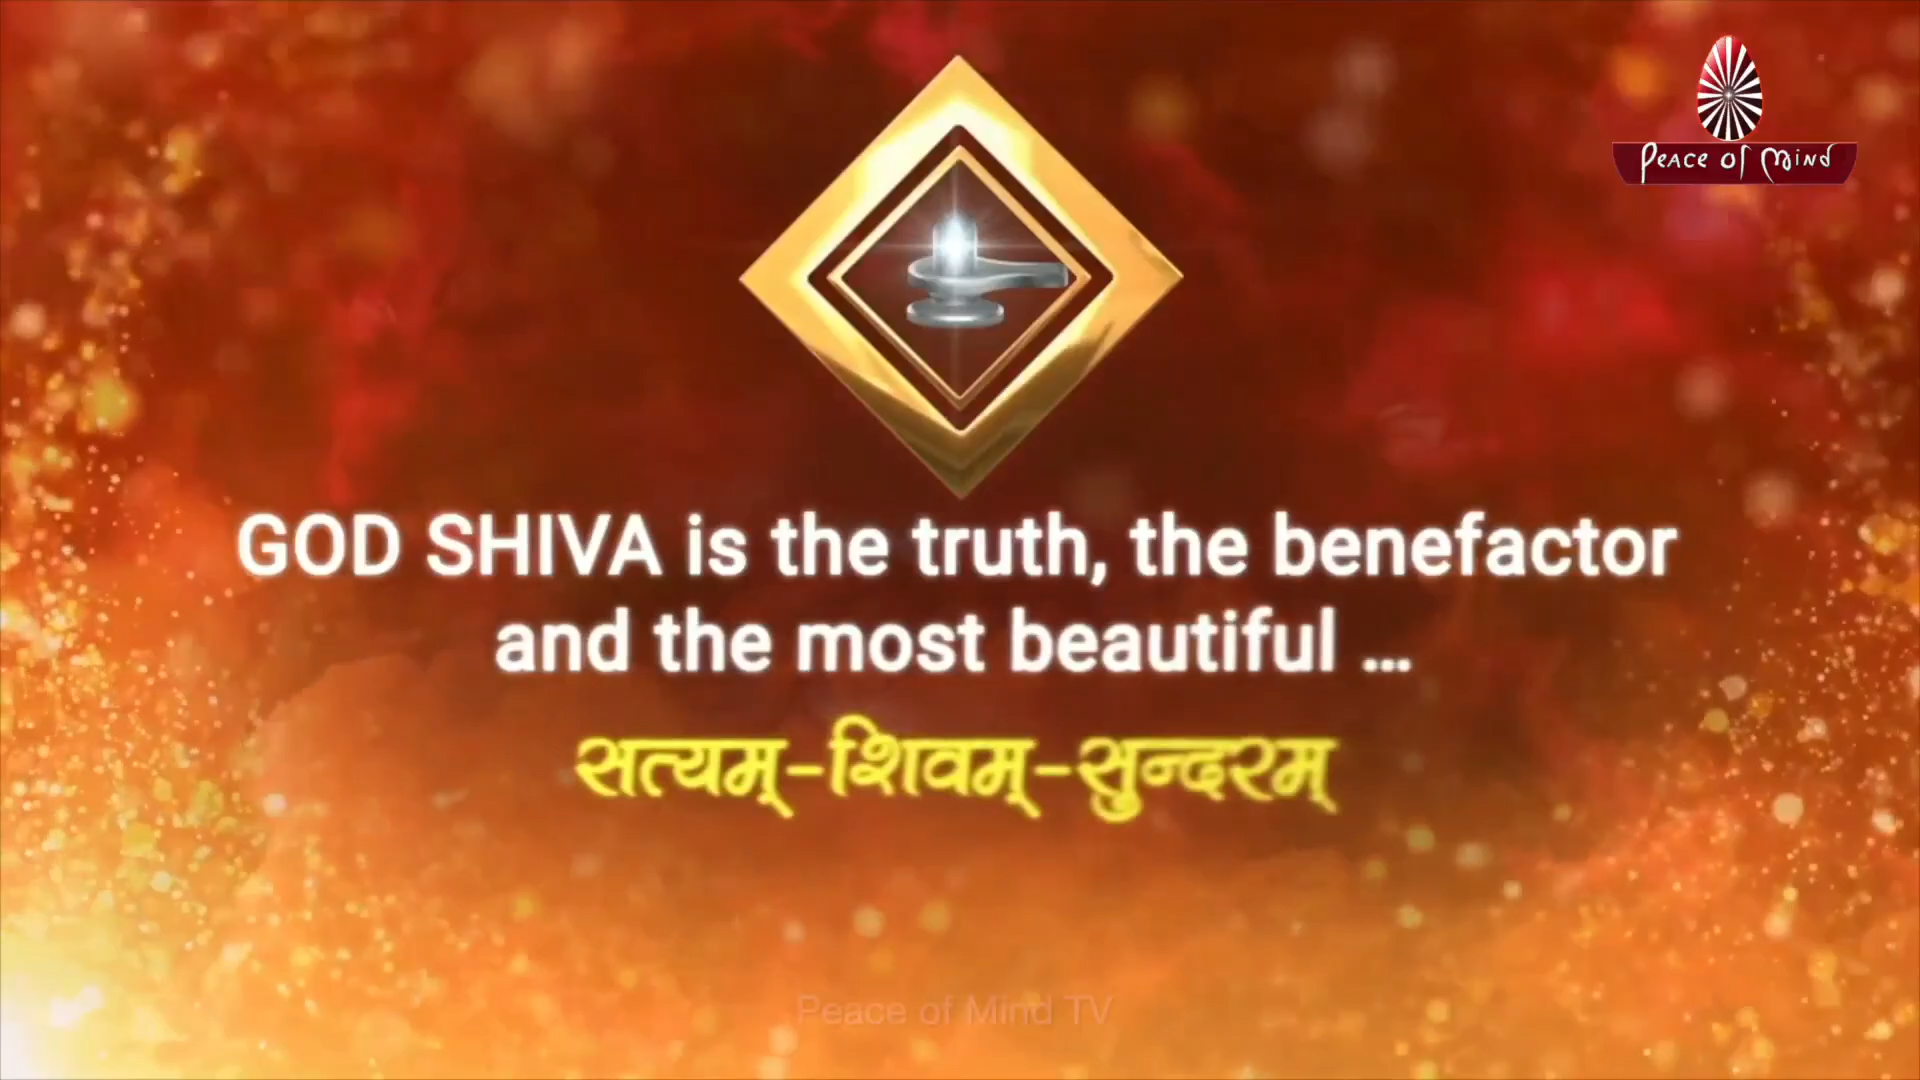 Peace of Mind
GOD SHIVA is the truth, the benefactor
and the most beautiful ...
सत्यम्-शिवम्-सुन्दरम्
Peace of Mind TV